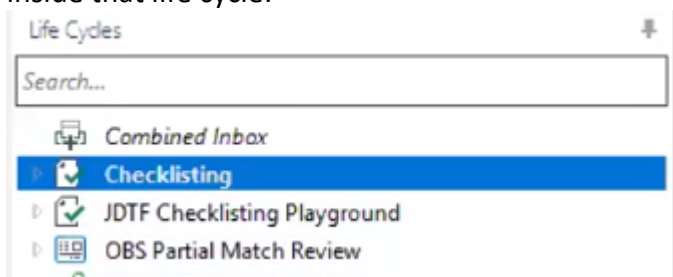 inside that life cycle.
Life Cycles
Search...
Combined Inbox
Checklisting
JDTF Checklisting Playground
OBS Partial Match Review